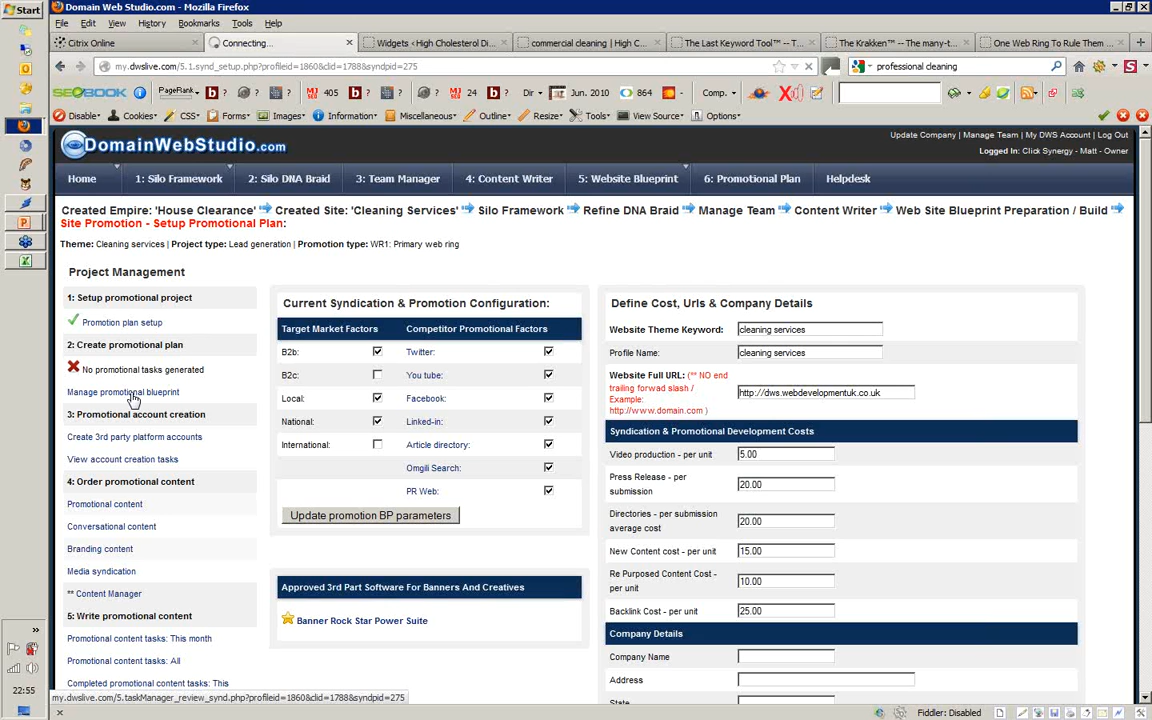 Start
Domain Web Studio.com - Mozilla Firefox
File Edit View History Bookmarks Tools Help
Citrix Online
Connecting...
Widgets < High Cholesterol Di...
commercial cleaning | High C...
The Last Keyword Tool™ -- T...
The Krakken™ -- The many-t...
One Web Ring To Rule Them ...
my.dwslive.com/5.1.synd_setup.php?profileid=1860&clid=1788&syndpid=275
professional cleaning
SEOBOOK PageRank ? ? ? MJ 405 ? ? MJ 24 ? Dir Jun. 2010 864 Comp.
Disable Cookies CSS Forms Images Information Miscellaneous Outline Resize Tools View Source Options
DomainWebStudio.com
Update Company | Manage Team | My DWS Account | Log Out
Logged In: Click Synergy - Matt - Owner
Home 1: Silo Framework 2: Silo DNA Braid 3: Team Manager 4: Content Writer 5: Website Blueprint 6: Promotional Plan Helpdesk
Created Empire: 'House Clearance' Created Site: 'Cleaning Services' Silo Framework Refine DNA Braid Manage Team Content Writer Web Site Blueprint Preparation / Build
Site Promotion - Setup Promotional Plan:
Theme: Cleaning services | Project type: Lead generation | Promotion type: WR1: Primary web ring
Project Management
1: Setup promotional project
Promotion plan setup
2: Create promotional plan
No promotional tasks generated
Manage promotional blueprint
3: Promotional account creation
Create 3rd party platform accounts
View account creation tasks
4: Order promotional content
Promotional content
Conversational content
Branding content
Media syndication
** Content Manager
5: Write promotional content
Promotional content tasks: This month
Promotional content tasks: All
Completed promotional content tasks: This
Current Syndication & Promotion Configuration:
Target Market Factors Competitor Promotional Factors
B2b: Twitter:
B2c: You tube:
Local: Facebook:
National: Linked-in:
International: Article directory:
Omgili Search:
PR Web:
Update promotion BP parameters
Approved 3rd Part Software For Banners And Creatives
Banner Rock Star Power Suite
Define Cost, Urls & Company Details
Website Theme Keyword: cleaning services
Profile Name: cleaning services
Website Full URL: (** NO end
trailing forwad slash /
Example:
http://www.domain.com )
http://dws.webdevelopmentuk.co.uk
Syndication & Promotional Development Costs
Video production - per unit 5.00
Press Release - per
submission
20.00
Directories - per submission
average cost
20.00
New Content cost - per unit 15.00
Re Purposed Content Cost -
per unit
10.00
Backlink Cost - per unit 25.00
Company Details
Company Name
Address
State
22:55
my.dwslive.com/5.taskManager_review_synd.php?profileid=1860&clid=1788&syndpid=275
Fiddler: Disabled